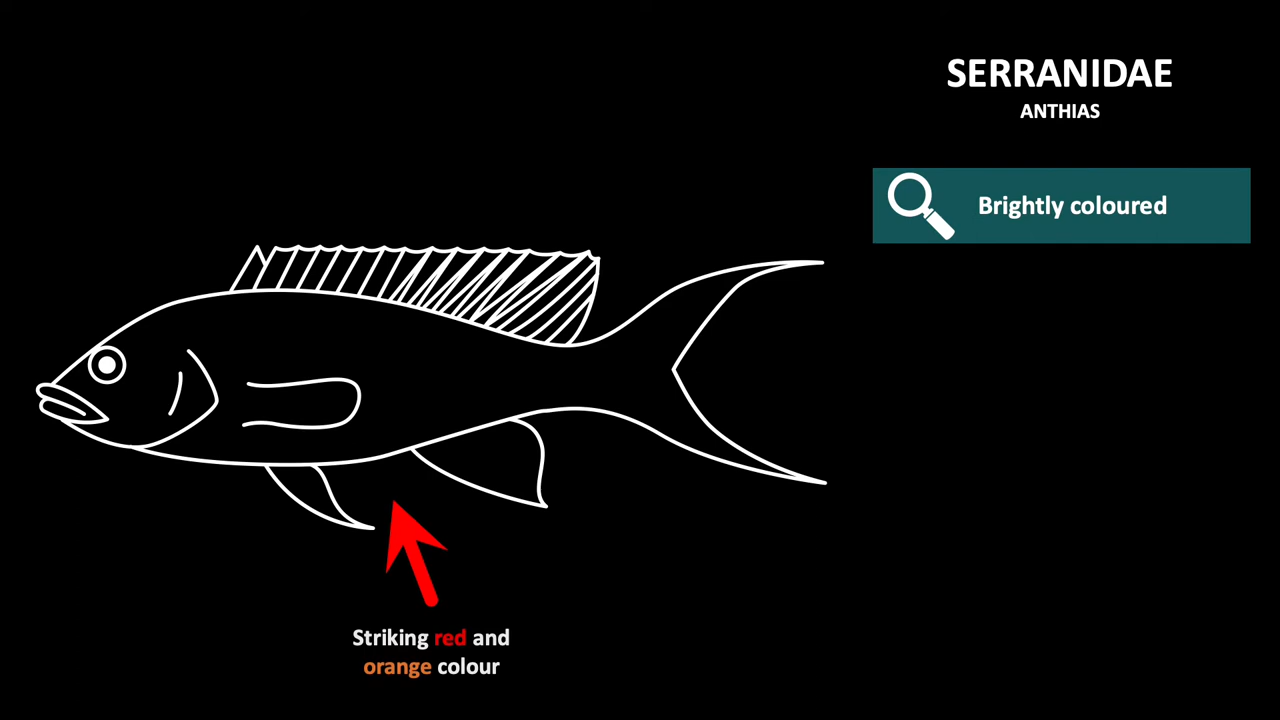 SERRANIDAE
ANTHIAS
Brightly coloured
Striking red and
orange colour